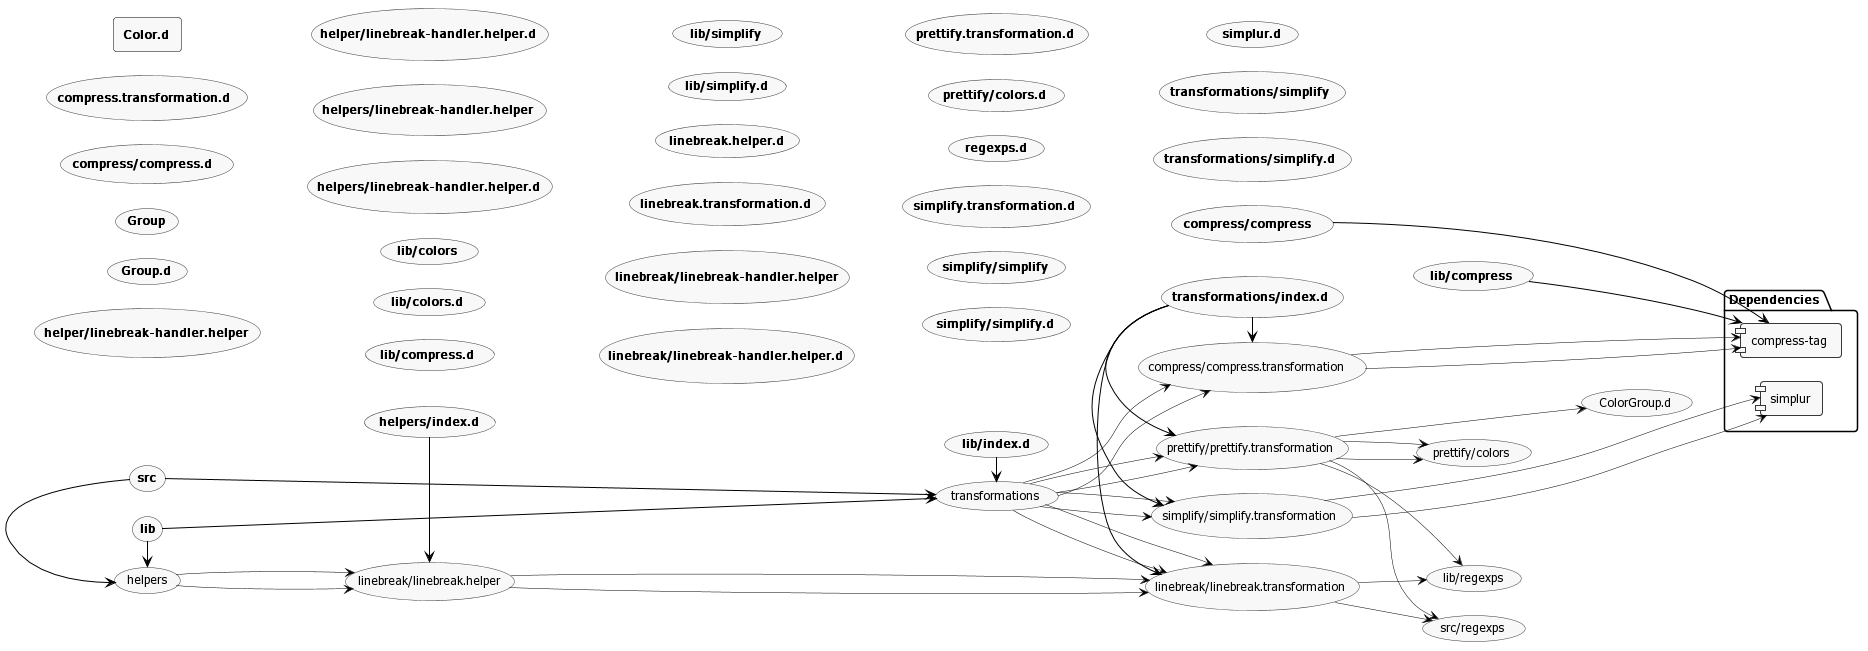 Color.d
compress.transformation.d
compress/compress.d
Group
Group.d
helper/linebreak-handler.helper
src
lib
helpers
helper/linebreak-handler.helper.d
helpers/linebreak-handler.helper
helpers/linebreak-handler.helper.d
lib/colors
lib/colors.d
lib/compress.d
helpers/index.d
linebreak/linebreak.helper
lib/simplify
lib/simplify.d
linebreak.helper.d
linebreak.transformation.d
linebreak/linebreak-handler.helper
linebreak/linebreak-handler.helper.d
prettify.transformation.d
prettify/colors.d
regexps.d
simplify.transformation.d
simplify/simplify
simplify/simplify.d
lib/index.d
transformations
simplur.d
transformations/simplify
transformations/simplify.d
compress/compress
transformations/index.d
compress/compress.transformation
prettify/prettify.transformation
simplify/simplify.transformation
linebreak/linebreak.transformation
lib/compress
ColorGroup.d
prettify/colors
lib/regexps
src/regexps
Dependencies
compress-tag
simplur